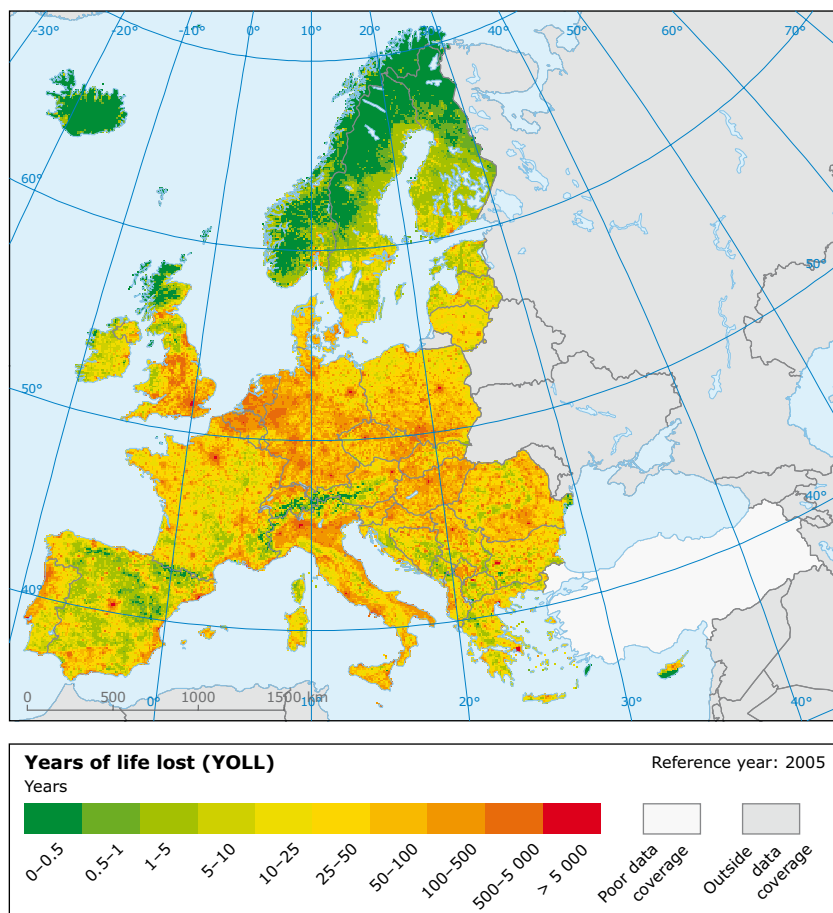 -30° -20° -10° 0° 10° 20° 30° 40° 50° 60° 70°
60°
50°
50°
40°
40°
0 500 1000 1500 km
0° 10° 20° 30° 40°
Years of life lost (YOLL)
Reference year: 2005
Years
0–0.5
0.5–1
1–5
5–10
10–25
25–50
50–100
100–500
500–5 000
> 5 000
Poor data
coverage
Outside
data
coverage